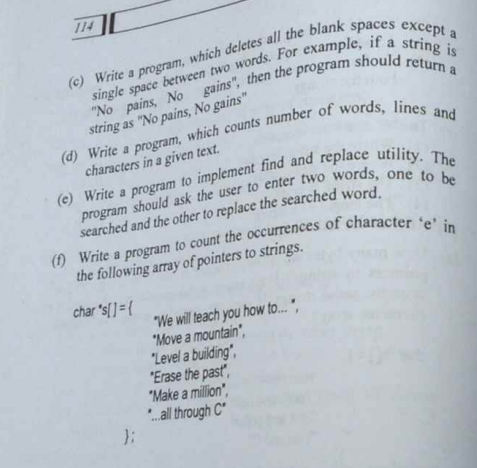 114
(c) Write a program, which deletes all the blank spaces except a
single space between two words. For example, if a string is
"No pains, No gains", then the program should return a
string as "No pains, No gains"
(d) Write a program, which counts number of words, lines and
characters in a given text.
(e) Write a program to implement find and replace utility. The
program should ask the user to enter two words, one to be
searched and the other to replace the searched word.
(f) Write a program to count the occurrences of character ‘e’ in
the following array of pointers to strings.
char *s[ ] = {
"We will teach you how to... ",
"Move a mountain",
"Level a building",
"Erase the past",
"Make a million",
"...all through C"
};